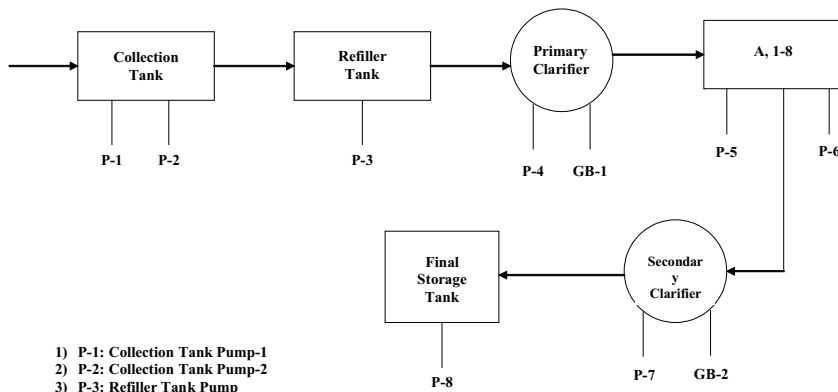 Collection
Tank
Refiller
Tank
Primary
Clarifier
A, 1-8
P-1
P-2
P-3
P-4
GB-1
P-5
P-6
Final
Storage
Tank
Secondar
y
Clarifier
P-8
P-7
GB-2
1) P-1: Collection Tank Pump-1
2) P-2: Collection Tank Pump-2
3) P-3: Refiller Tank Pump